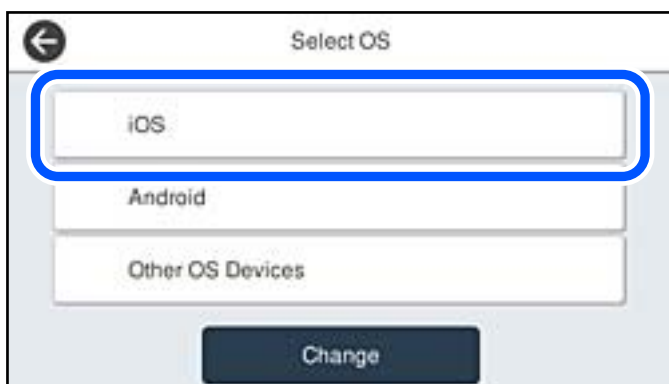 Select OS
iOS
Android
Other OS Devices
Change